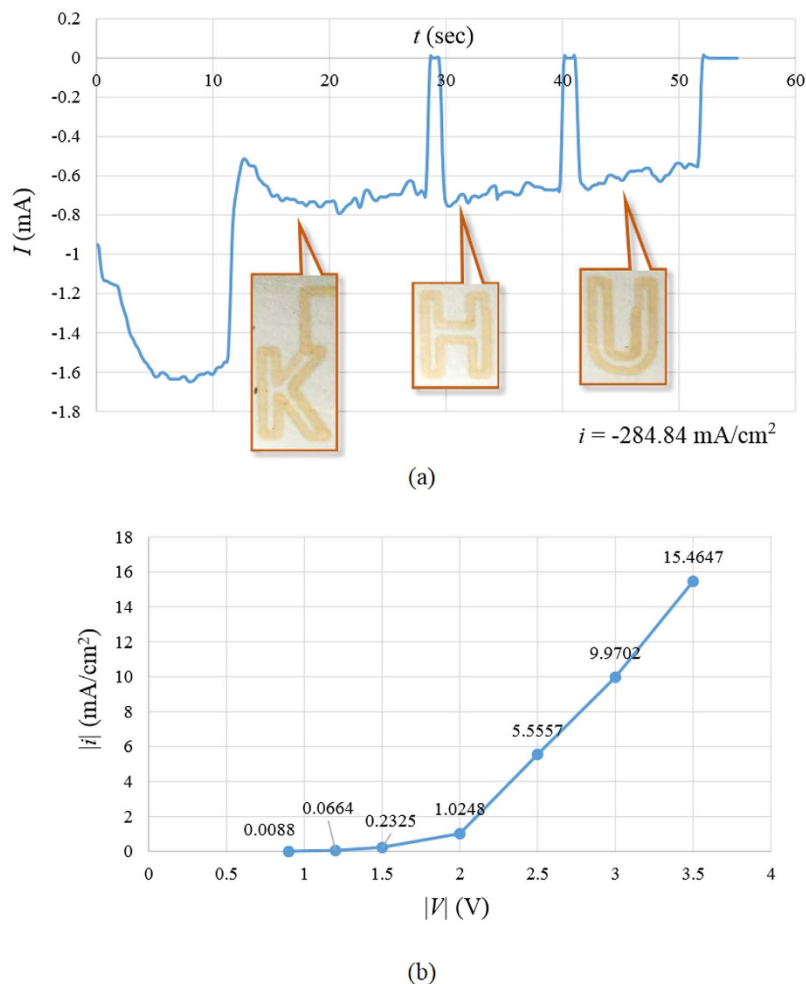 0.2
t (sec)
0
0 10 20 30 40 50 60
-0.2
-0.4
-0.6
-0.8
-1
-1.2
-1.4
-1.6
-1.8
I (mA)
K
H
U
i = -284.84 mA/cm²
(a)
18
16
14
12
10
8
6
4
2
0
|i| (mA/cm²)
0.0088
0.0664
0.2325
1.0248
5.5557
9.9702
15.4647
0 0.5 1 1.5 2 2.5 3 3.5 4
|V| (V)
(b)